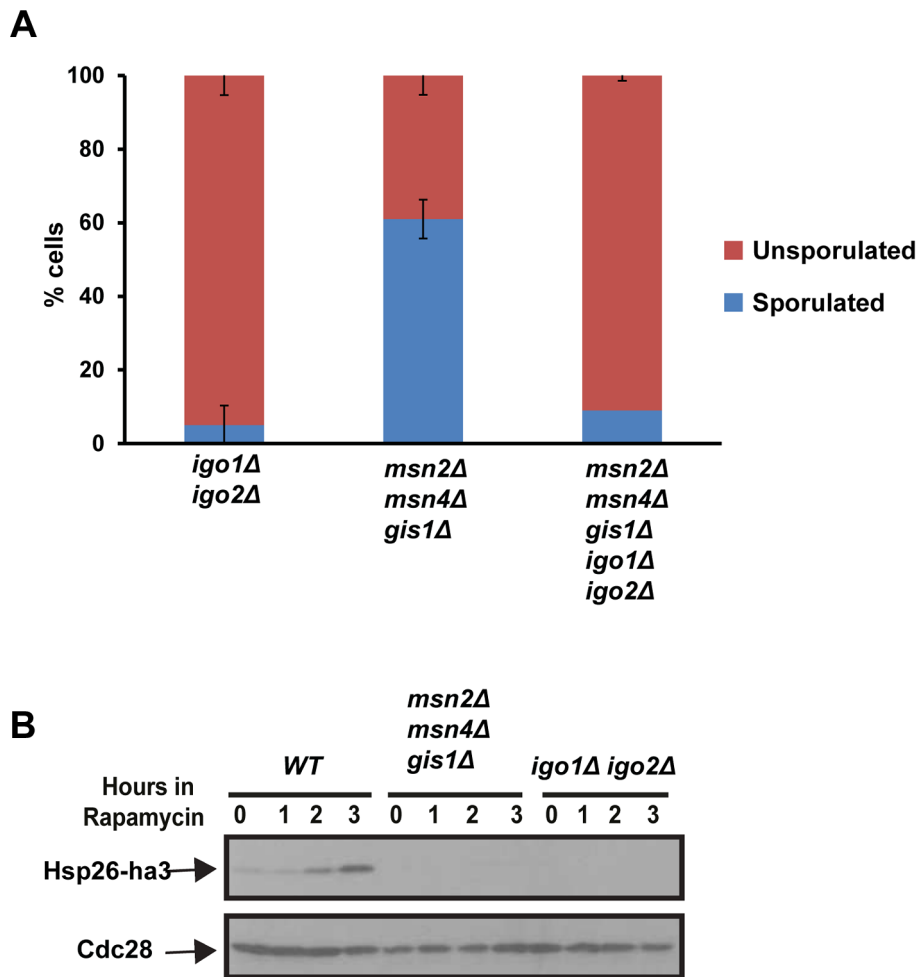 A
100
80
60
40
20
0
% cells
Unsporulated
Sporulated
igo1Δ
igo2Δ
msn2Δ
msn4Δ
gis1Δ
msn2Δ
msn4Δ
gis1Δ
igo1Δ
igo2Δ
B
Hours in
Rapamycin
WT
msn2Δ
msn4Δ
gis1Δ
igo1Δ igo2Δ
0 1 2 3 0 1 2 3 0 1 2 3
Hsp26-ha3
Cdc28